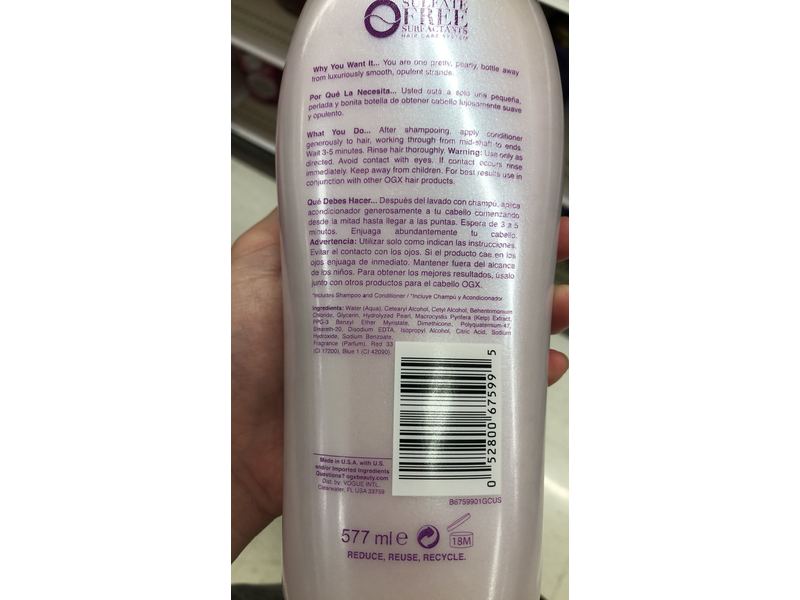 SULFATE
FREE
SURFACTANTS
HAIR CARE SYSTEM
Why You Want It... You are one pretty, pearly, bottle away
from luxuriously smooth, opulent strands.
Por Qué La Necesita... Usted está a solo una pequeña,
perlada y bonita botella de obtener cabello lujosamente suave
y opulento.
What You Do... After shampooing, apply conditioner
generously to hair, working through from mid-shaft to ends.
Wait 3-5 minutes. Rinse hair thoroughly. Warning: Use only as
directed. Avoid contact with eyes. If contact occurs rinse
immediately. Keep away from children. For best results use in
conjunction with other OGX hair products.
Qué Debes Hacer... Después del lavado con champú, aplica
acondicionador generosamente a tu cabello comenzando
desde la mitad hasta llegar a las puntas. Espera de 3 a 5
minutos. Enjuaga abundantemente tu cabello.
Advertencia: Utilizar solo como indican las instrucciones.
Evitar el contacto con los ojos. Si el producto cae en los
ojos enjuaga de inmediato. Mantener fuera del alcance
de los niños. Para obtener los mejores resultados, úsalo
junto con otros productos para el cabello OGX.
*Includes Shampoo and Conditioner / *Incluye Champú y Acondicionador
Ingredients: Water (Aqua), Cetearyl Alcohol, Cetyl Alcohol, Behentrimonium
Chloride, Glycerin, Hydrolyzed Pearl, Macrocystis Pyrifera (Kelp) Extract,
PPG-3 Benzyl Ether Myristate, Dimethicone, Polyquaternium-47,
Steareth-20, Disodium EDTA, Isopropyl Alcohol, Citric Acid, Sodium
Hydroxide, Sodium Benzoate,
Fragrance (Parfum), Red 33
(CI 17200), Blue 1 (CI 42090).
0 52800 67599 5
Made in U.S.A. with U.S.
and/or Imported Ingredients
Questions? ogxbeauty.com
Dist. by: VOGUE INTL.,
Clearwater, FL USA 33759
B6759901GCUS
577 ml e 18M
REDUCE, REUSE, RECYCLE.